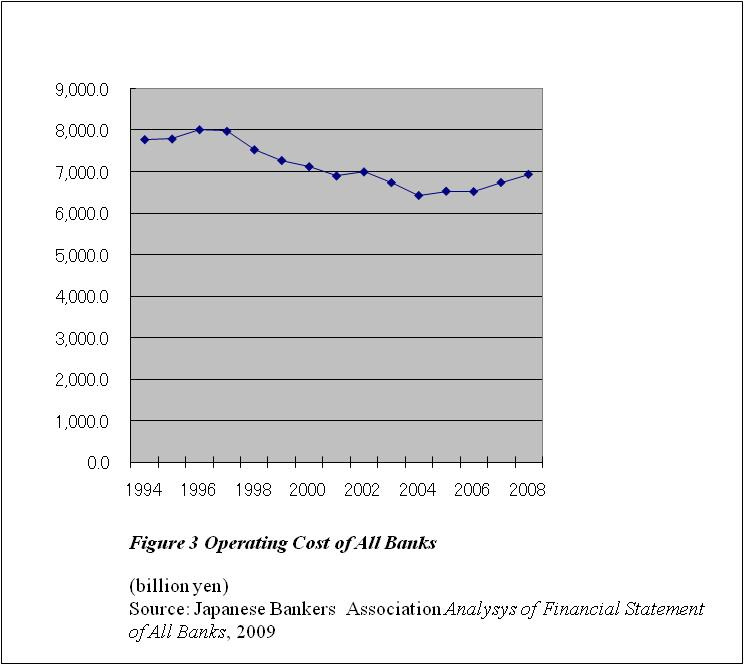 9,000.0
8,000.0
7,000.0
6,000.0
5,000.0
4,000.0
3,000.0
2,000.0
1,000.0
0.0
1994 1996 1998 2000 2002 2004 2006 2008
Figure 3 Operating Cost of All Banks
(billion yen)
Source: Japanese Bankers Association Analysys of Financial Statement
of All Banks, 2009